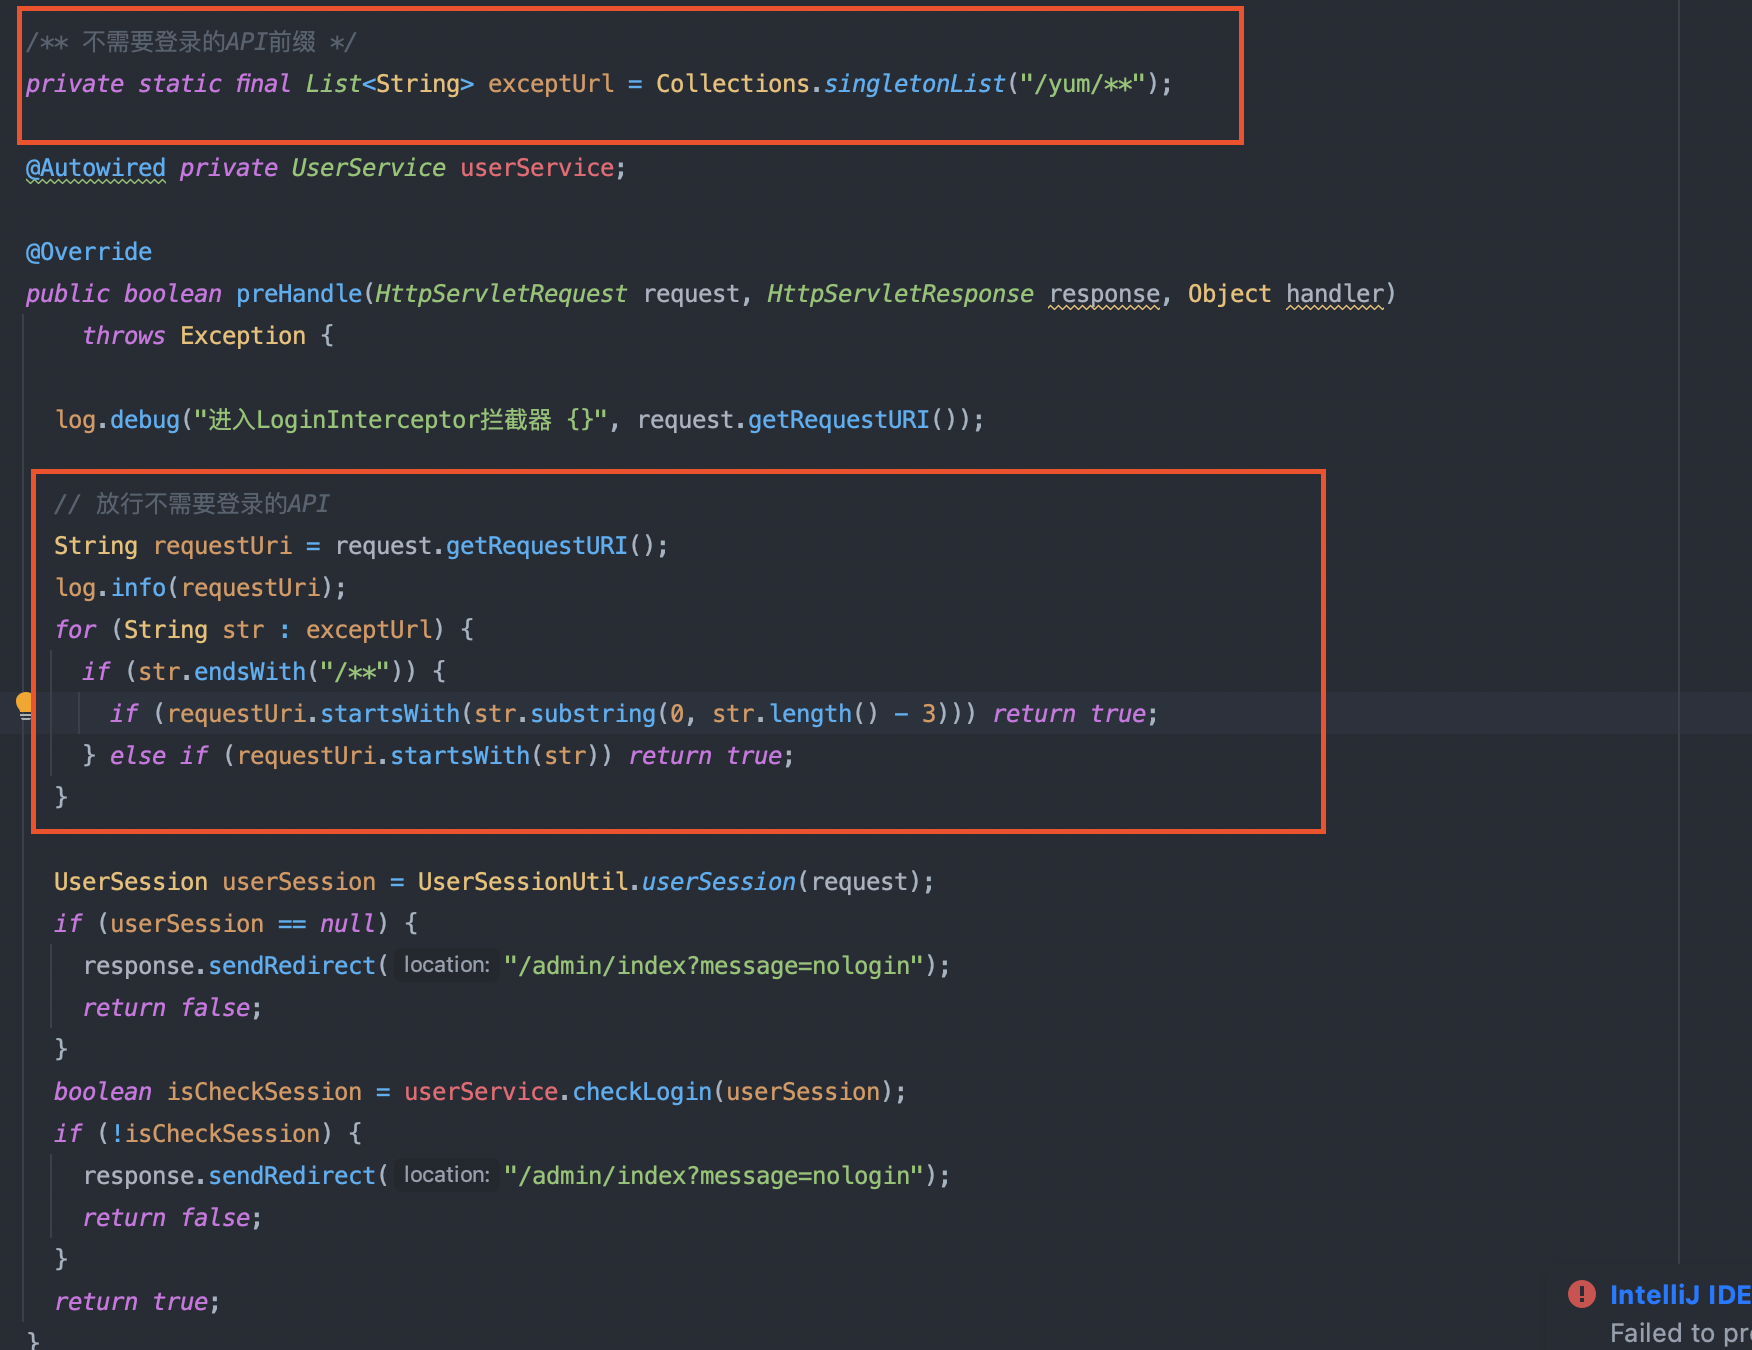 /** 不需要登录的API前缀 */
private static final List<String> exceptUrl = Collections.singletonList("/yum/**");
@Autowired private UserService userService;
@Override
public boolean preHandle(HttpServletRequest request, HttpServletResponse response, Object handler)
throws Exception {
log.debug("进入LoginInterceptor拦截器 {}", request.getRequestURI());
// 放行不需要登录的API
String requestUri = request.getRequestURI();
log.info(requestUri);
for (String str : exceptUrl) {
if (str.endsWith("/**")) {
if (requestUri.startsWith(str.substring(0, str.length() - 3))) return true;
} else if (requestUri.startsWith(str)) return true;
}
UserSession userSession = UserSessionUtil.userSession(request);
if (userSession == null) {
response.sendRedirect( location: "/admin/index?message=nologin");
return false;
}
boolean isCheckSession = userService.checkLogin(userSession);
if (!isCheckSession) {
response.sendRedirect( location: "/admin/index?message=nologin");
return false;
}
return true;
}
IntelliJ IDE
Failed to pr